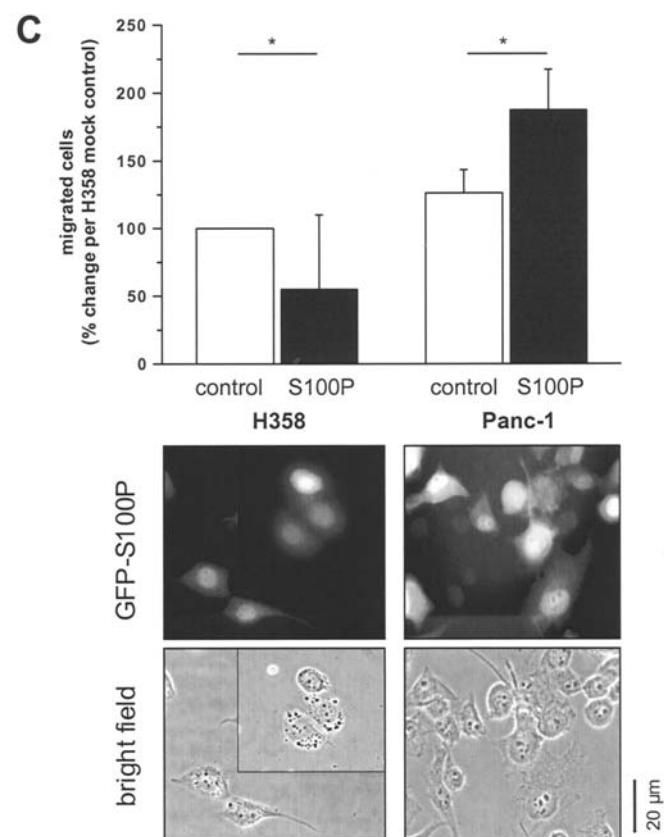 C
migrated cells
(% change per H358 mock control)
250
200
150
100
50
0
*
*
control
S100P
control
S100P
H358
Panc-1
GFP-S100P
bright field
20 µm